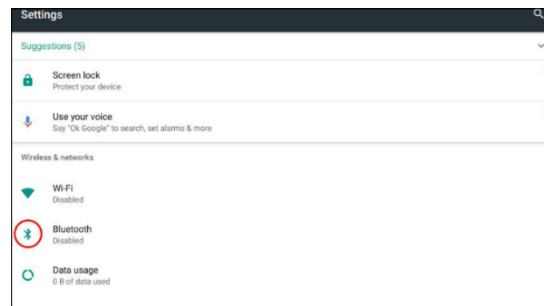 Settings
Suggestions (5)
Screen lock
Protect your device
Use your voice
Say "Ok Google" to search, set alarms & more
Wireless & networks
Wi-Fi
Disabled
Bluetooth
Disabled
Data usage
0 B of data used